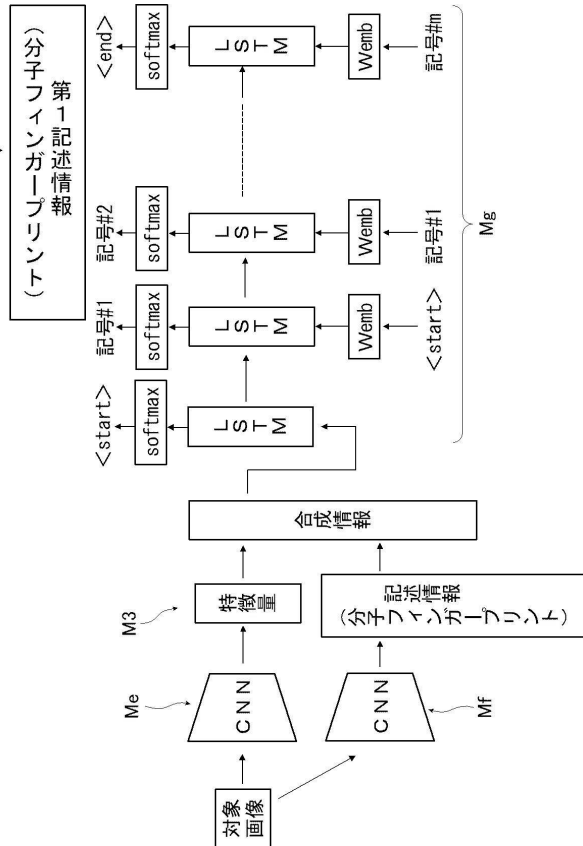 第1記述情報
(分子フィンガープリント)
<start>
記号#1
記号#2
<end>
softmax
softmax
softmax
softmax
LSTM
LSTM
LSTM
LSTM
Wemb
Wemb
Wemb
<start>
記号#1
記号#m
Mg
合成情報
M3
特徴量
記述情報
(分子フィンガープリント)
Me
CNN
CNN
Mf
対象
画像